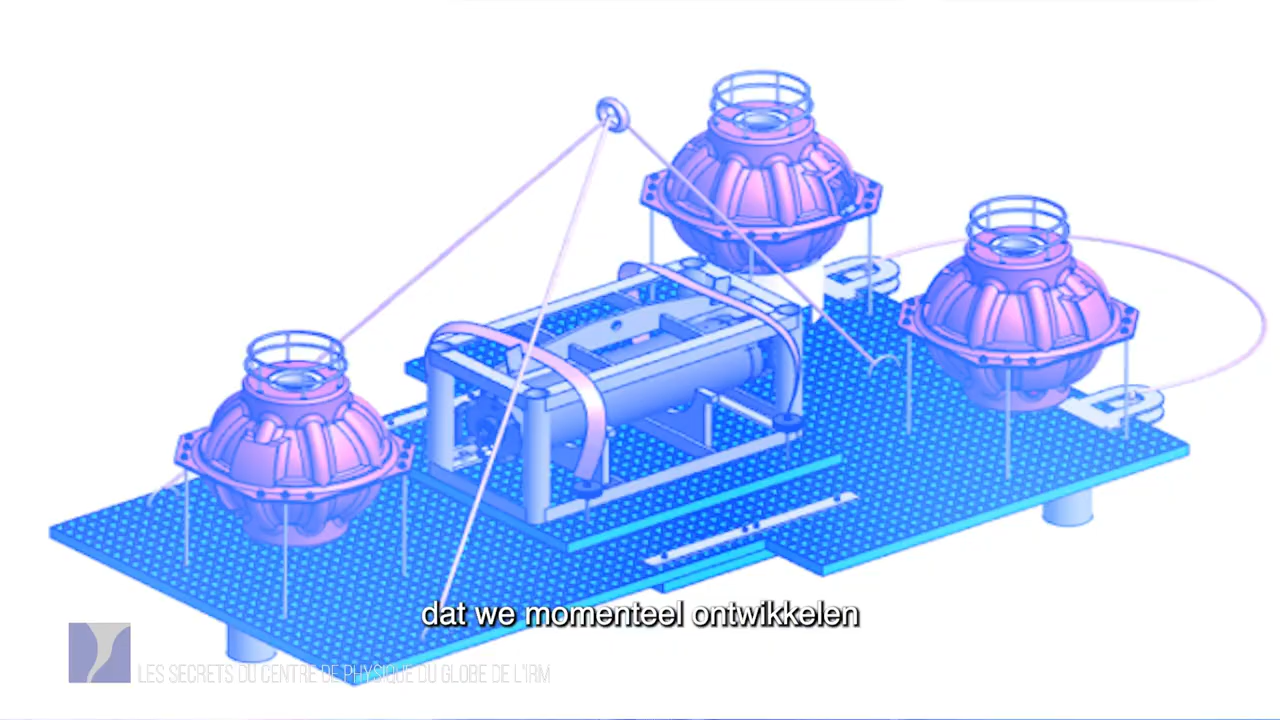 dat we momenteel ontwikkelen
LES SECRETS DU CENTRE DE PHYSIQUE DU GLOBE DE L'IRM